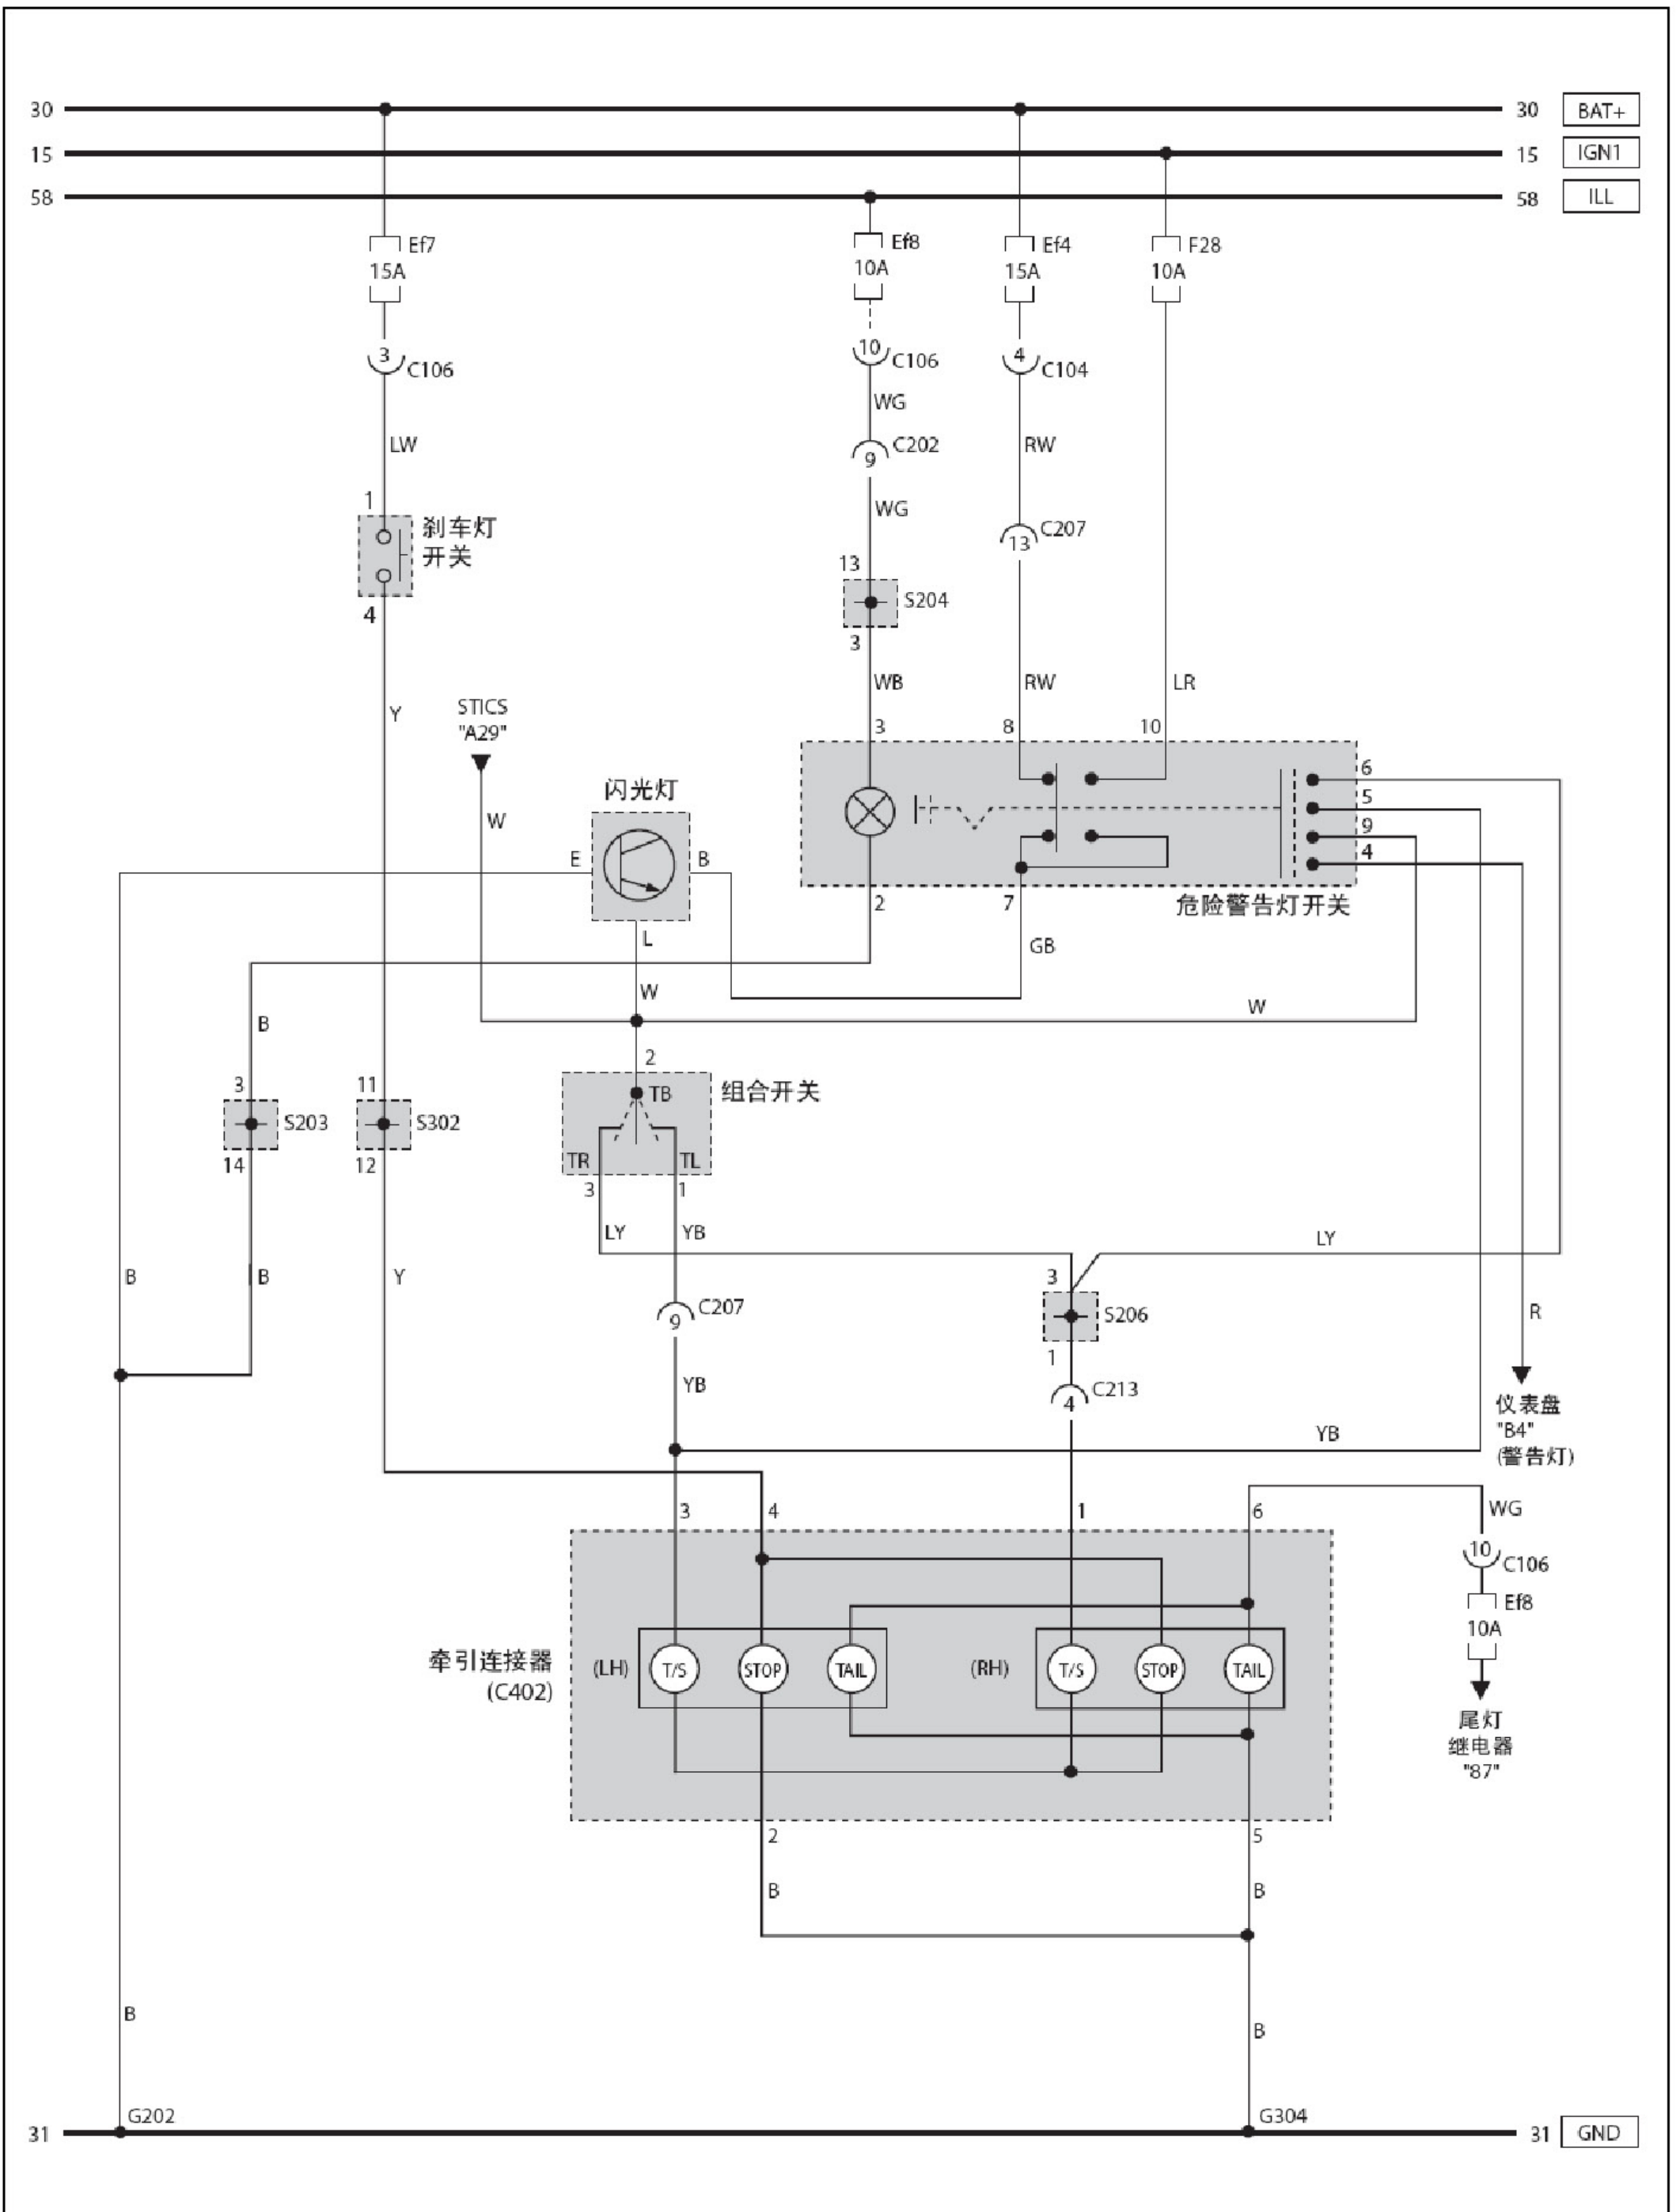 30
30
BAT+
15
15
IGN1
58
58
ILL
Ef7
15A
Ef8
10A
Ef4
15A
F28
10A
3
C106
10
C106
4
C104
WG
LW
C202
9
RW
WG
C207
13
1
刹车灯
开关
4
13
S204
3
WB
RW
LR
Y
STICS
"A29"
3
8
10
闪光灯
W
E
B
L
6
5
9
4
2
7
危险警告灯开关
GB
W
W
B
2
TB
组合开关
TR
TL
3
1
3
S203
14
11
S302
12
LY
YB
LY
B
B
Y
C207
9
3
S206
1
R
YB
C213
4
仪表盘
"B4"
(警告灯)
YB
3
4
1
6
WG
10
C106
Ef8
10A
尾灯
继电器
"87"
牵引连接器
(C402)
(LH)
T/S
STOP
TAIL
(RH)
T/S
STOP
TAIL
2
5
B
B
B
B
G202
G304
31
31
GND